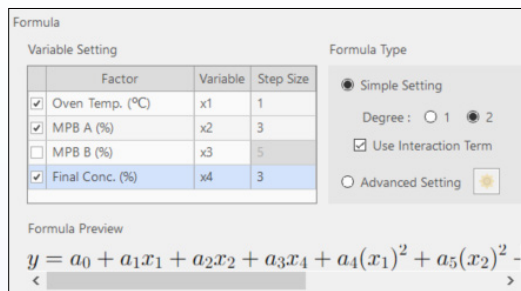 Formula
Variable Setting
Factor Variable Step Size
Oven Temp. (ºC) x1 1
MPB A (%) x2 3
MPB B (%) x3 5
Final Conc. (%) x4 3
Formula Type
Simple Setting
Degree : 1 2
Use Interaction Term
Advanced Setting
Formula Preview
y = a₀ + a₁x₁ + a₂x₂ + a₃x₄ + a₄(x₁)² + a₅(x₂)²